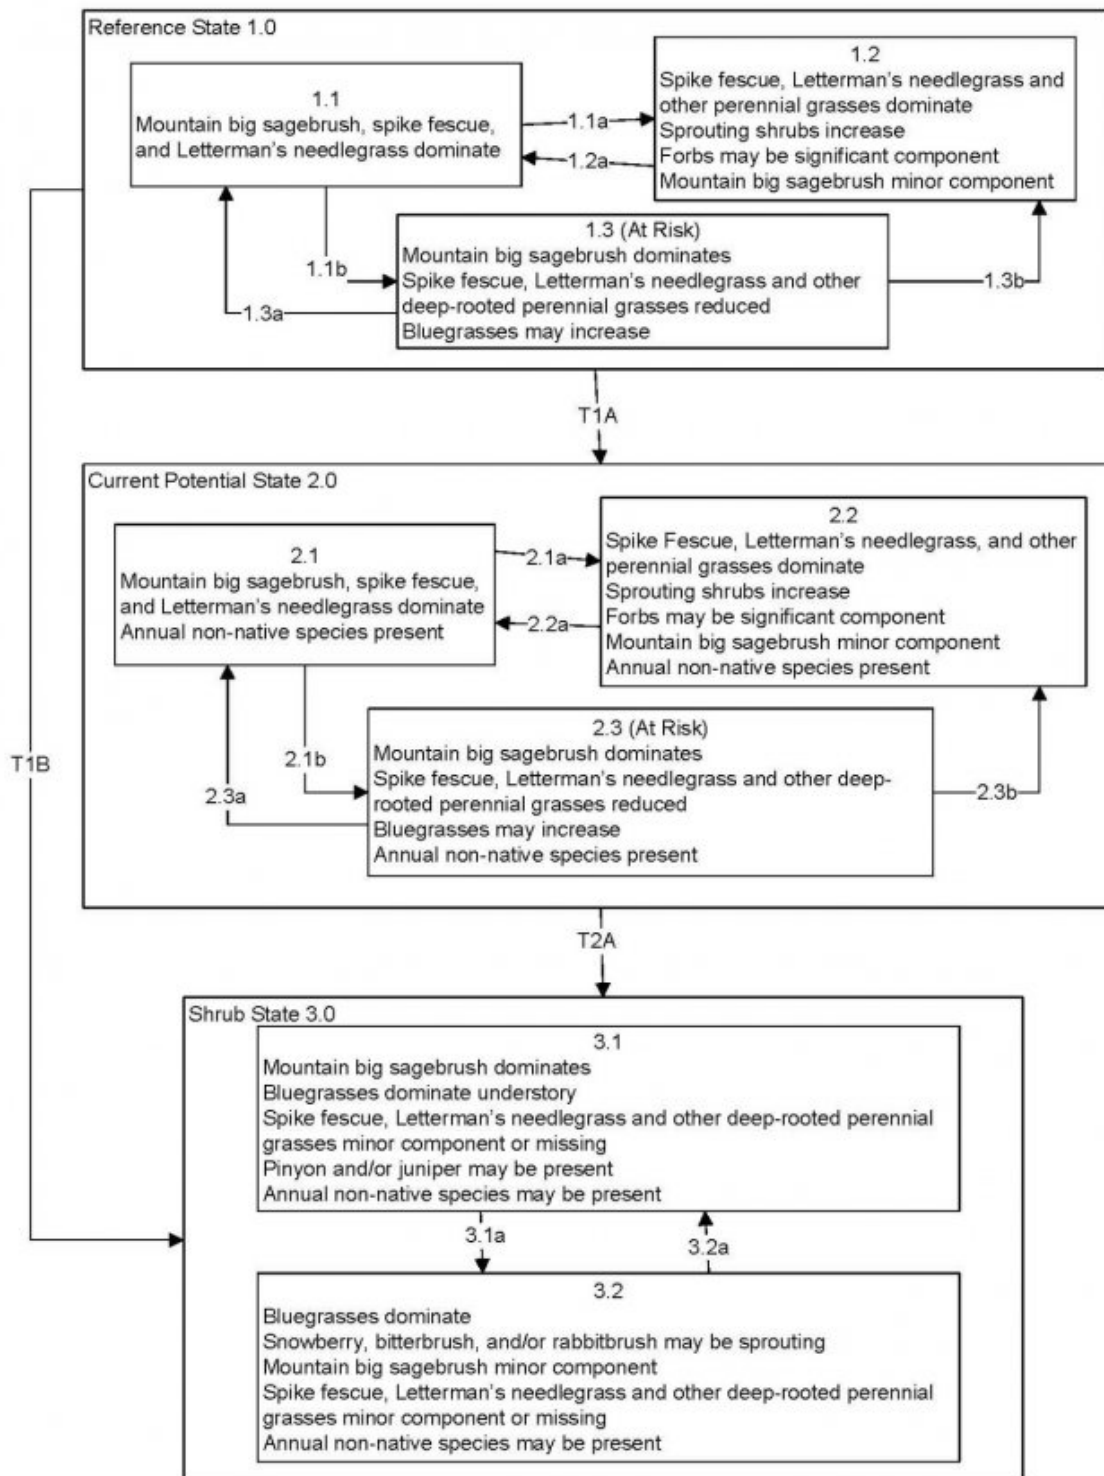 Reference State 1.0
1.1
Mountain big sagebrush, spike fescue,
and Letterman's needlegrass dominate
1.1a
1.2a
1.2
Spike fescue, Letterman's needlegrass and
other perennial grasses dominate
Sprouting shrubs increase
Forbs may be significant component
Mountain big sagebrush minor component
1.1b
1.3a
1.3 (At Risk)
Mountain big sagebrush dominates
Spike fescue, Letterman's needlegrass and other
deep-rooted perennial grasses reduced
Bluegrasses may increase
1.3b
T1A
Current Potential State 2.0
2.1
Mountain big sagebrush, spike fescue,
and Letterman's needlegrass dominate
Annual non-native species present
2.1a
2.2a
2.2
Spike Fescue, Letterman's needlegrass, and other
perennial grasses dominate
Sprouting shrubs increase
Forbs may be significant component
Mountain big sagebrush minor component
Annual non-native species present
T1B
2.1b
2.3a
2.3 (At Risk)
Mountain big sagebrush dominates
Spike fescue, Letterman's needlegrass and other deep-
rooted perennial grasses reduced
Bluegrasses may increase
Annual non-native species present
2.3b
T2A
Shrub State 3.0
3.1
Mountain big sagebrush dominates
Bluegrasses dominate understory
Spike fescue, Letterman's needlegrass and other deep-rooted perennial
grasses minor component or missing
Pinyon and/or juniper may be present
Annual non-native species may be present
3.1a
3.2a
3.2
Bluegrasses dominate
Snowberry, bitterbrush, and/or rabbitbrush may be sprouting
Mountain big sagebrush minor component
Spike fescue, Letterman's needlegrass and other deep-rooted perennial
grasses minor component or missing
Annual non-native species may be present